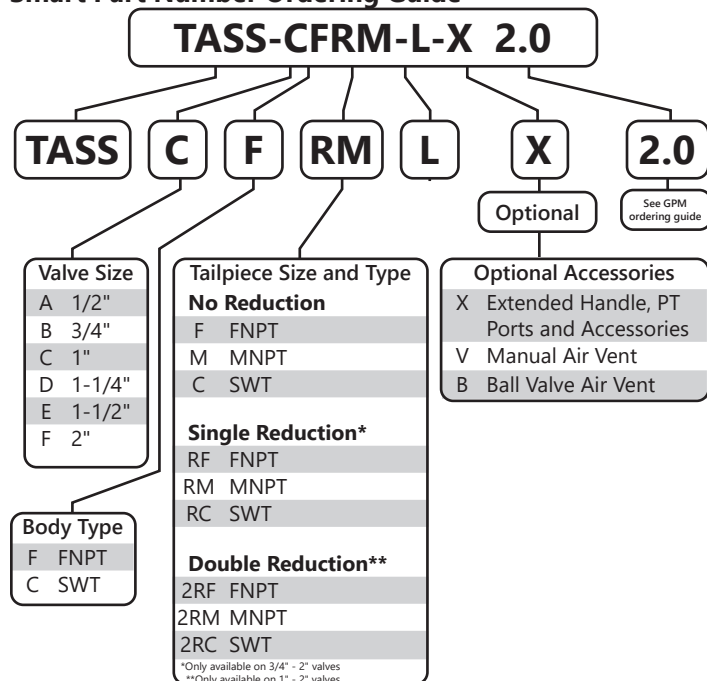 Smart Part Number Ordering Guide
TASS-CFRM-L-X 2.0
TASS C F RM L X 2.0
Optional
See GPM
ordering guide
Valve Size
A 1/2"
B 3/4"
C 1"
D 1-1/4"
E 1-1/2"
F 2"
Body Type
F FNPT
C SWT
Tailpiece Size and Type
No Reduction
F FNPT
M MNPT
C SWT
Single Reduction*
RF FNPT
RM MNPT
RC SWT
Double Reduction**
2RF FNPT
2RM MNPT
2RC SWT
*Only available on 3/4" - 2" valves
**Only available on 1" - 2" valves
Optional Accessories
X Extended Handle, PT
Ports and Accessories
V Manual Air Vent
B Ball Valve Air Vent